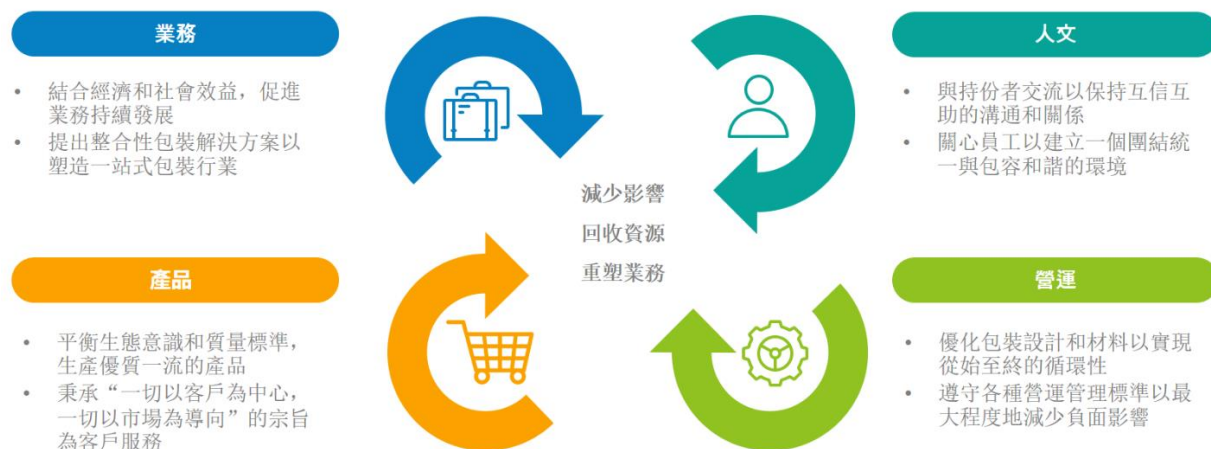 業務
• 結合經濟和社會效益，促進
業務持續發展
• 提出整合性包裝解決方案以
塑造一站式包裝行業
人文
• 與持份者交流以保持互信互
助的溝通和關係
• 關心員工以建立一個團結統
一與包容和諧的環境
減少影響
回收資源
重塑業務
產品
• 平衡生態意識和質量標準，
生產優質一流的產品
• 秉承“一切以客戶為中心，
一切以市場為導向”的宗旨
為客戶服務
營運
• 優化包裝設計和材料以實現
從始至終的循環性
• 遵守各種營運管理標準以最
大程度地減少負面影響